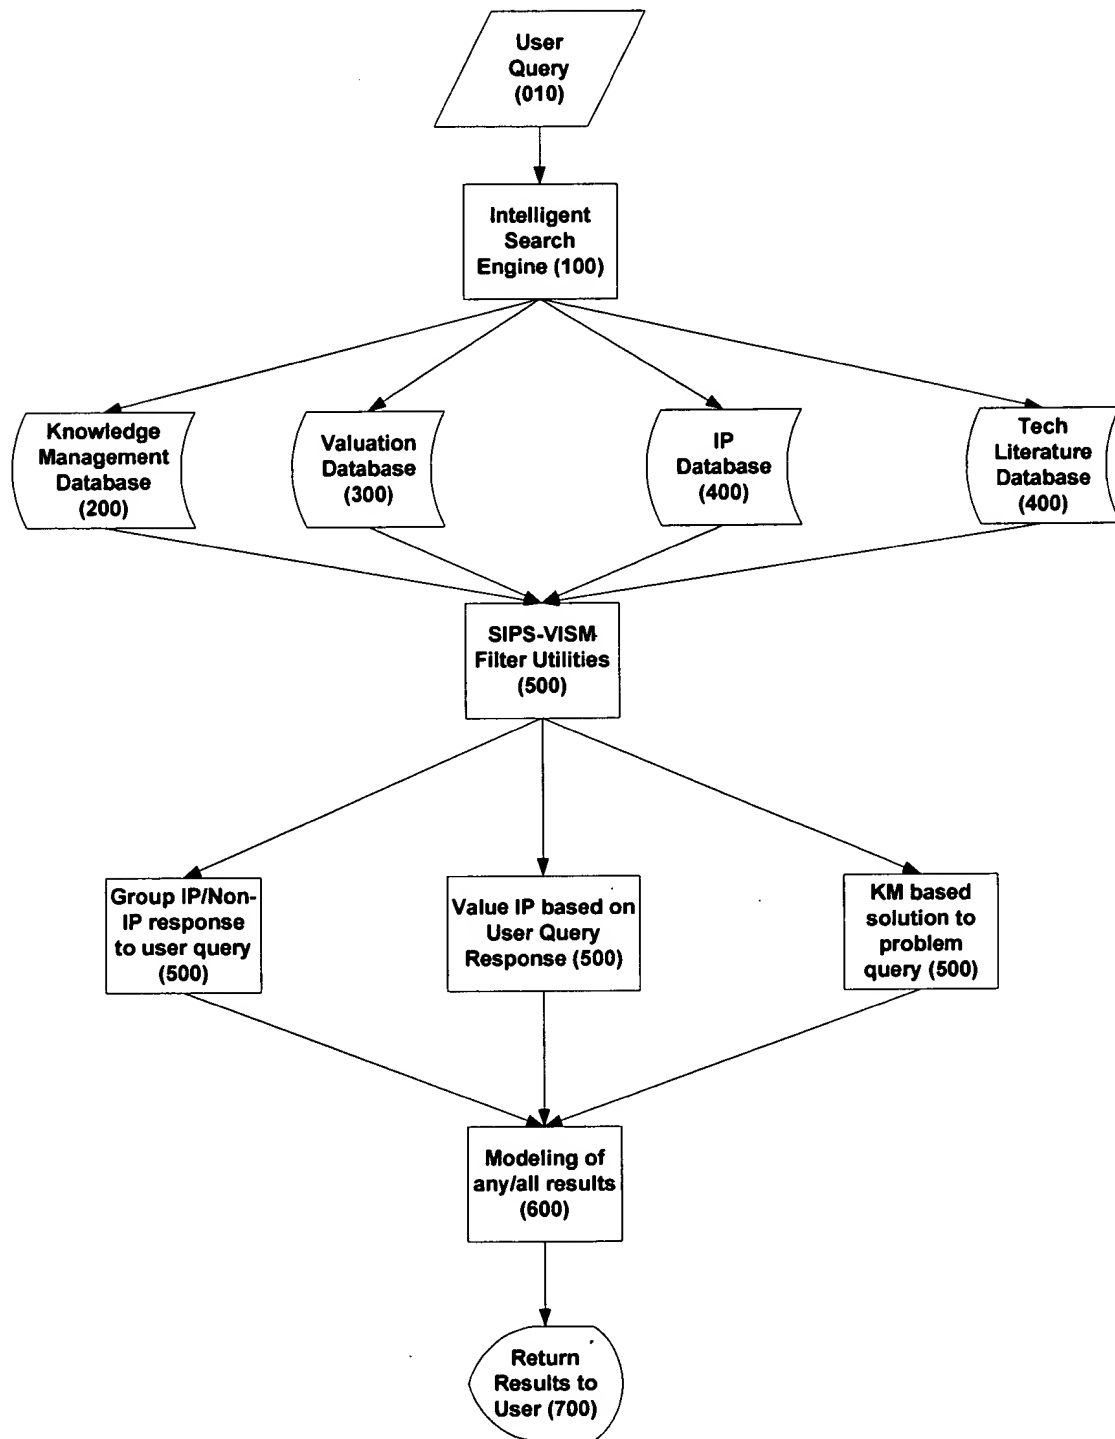 User
Query
(010)
Intelligent
Search
Engine (100)
Knowledge
Management
Database
(200)
Valuation
Database
(300)
IP
Database
(400)
Tech
Literature
Database
(400)
SIPS-VISM
Filter Utilities
(500)
Group IP/Non-
IP response
to user query
(500)
Value IP based on
User Query
Response (500)
KM based
solution to
problem
query (500)
Modeling of
any/all results
(600)
Return
Results to
User (700)